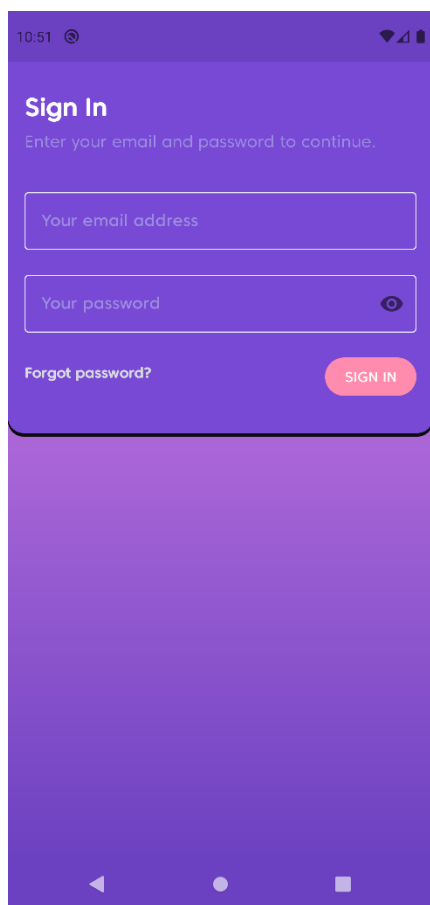 10:51
Sign In
Enter your email and password to continue.
Your email address
Your password
Forgot password?
SIGN IN